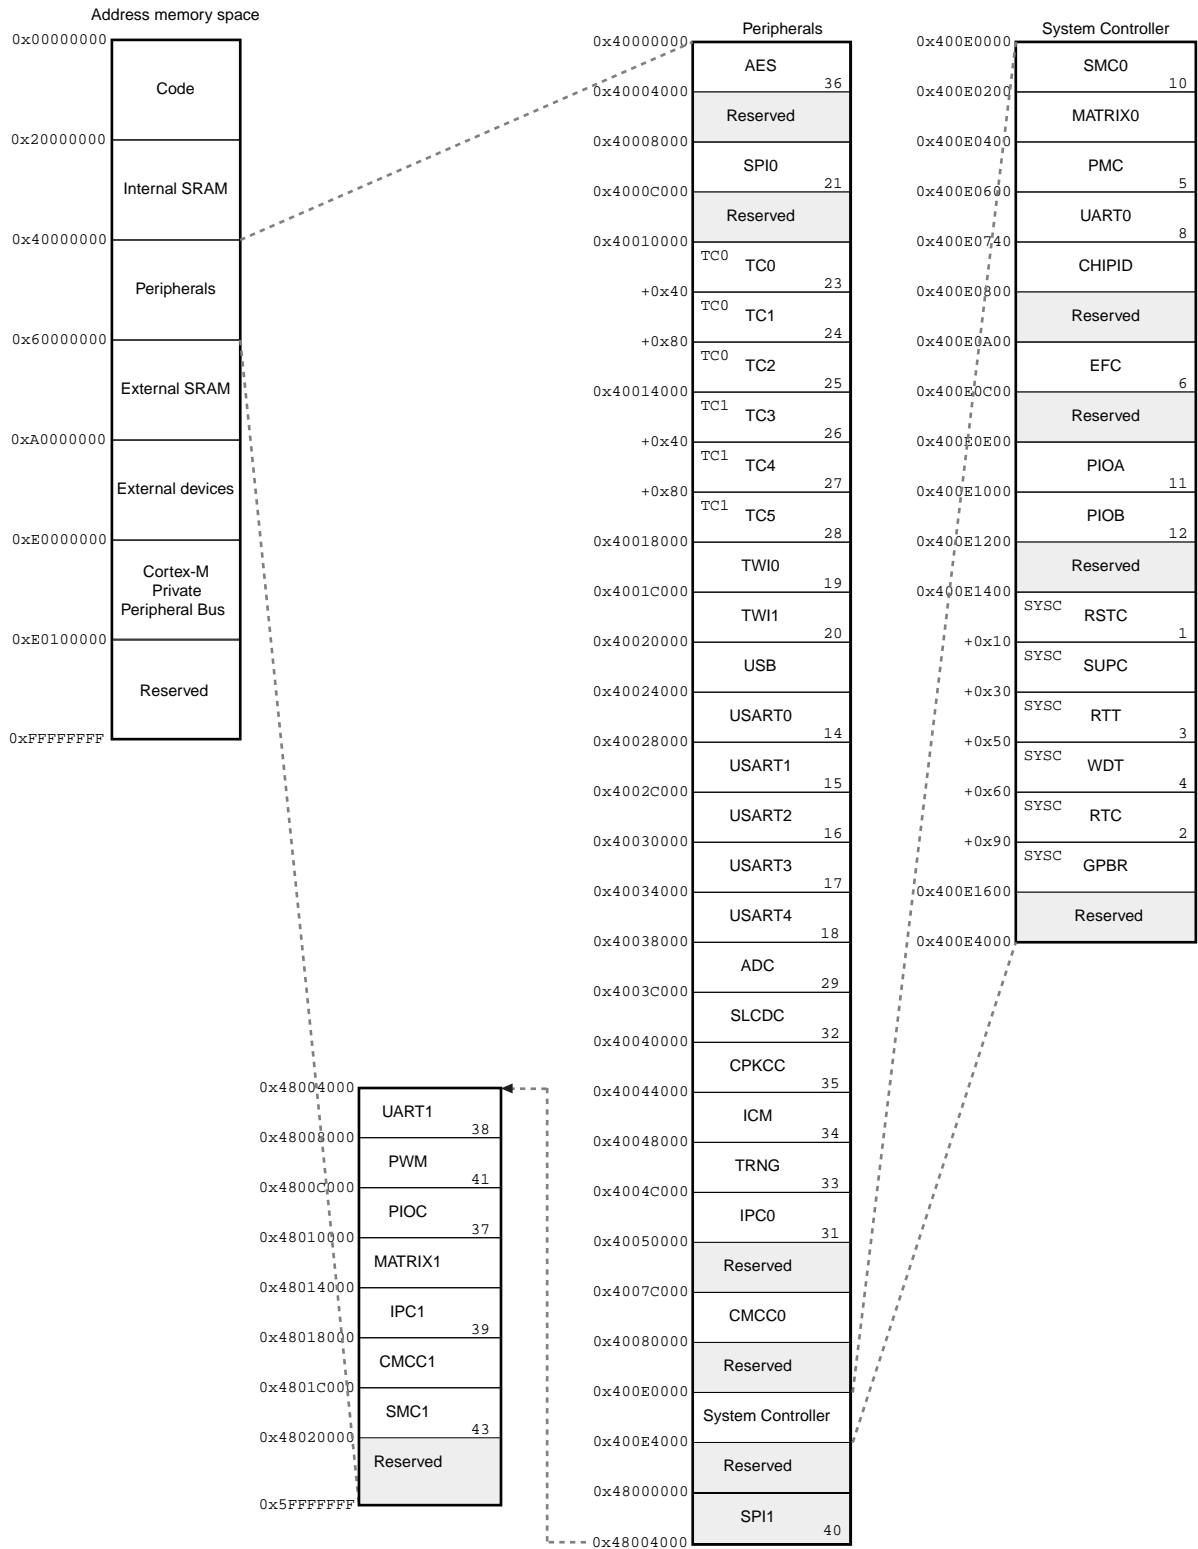 Address memory space
0x00000000
Code
0x20000000
Internal SRAM
0x40000000
Peripherals
0x60000000
External SRAM
0xA0000000
External devices
0xE0000000
Cortex-M
Private
Peripheral Bus
0xE0100000
Reserved
0xFFFFFFFF
Peripherals
0x40000000
AES
36
0x40004000
Reserved
0x40008000
SPI0
21
0x4000C000
Reserved
0x40010000
TC0
TC0
23
+0x40
TC0
TC1
24
+0x80
TC0
TC2
25
0x40014000
TC1
TC3
26
+0x40
TC1
TC4
27
+0x80
TC1
TC5
28
0x40018000
TWI0
19
0x4001C000
TWI1
20
0x40020000
USB
0x40024000
USART0
14
0x40028000
USART1
15
0x4002C000
USART2
16
0x40030000
USART3
17
0x40034000
USART4
18
0x40038000
ADC
29
0x4003C000
SLCDC
32
0x40040000
CPKCC
35
0x40044000
ICM
34
0x40048000
TRNG
33
0x4004C000
IPC0
31
0x40050000
Reserved
0x4007C000
CMCC0
0x40080000
Reserved
0x400E0000
System Controller
0x400E4000
Reserved
0x48000000
SPI1
40
0x48004000
0x48004000
UART1
38
0x48008000
PWM
41
0x4800C000
PIOC
37
0x48010000
MATRIX1
0x48014000
IPC1
39
0x48018000
CMCC1
0x4801C000
SMC1
43
0x48020000
Reserved
0x5FFFFFFF
System Controller
0x400E0000
SMC0
10
0x400E0200
MATRIX0
0x400E0400
PMC
5
0x400E0600
UART0
8
0x400E0740
CHIPID
0x400E0800
Reserved
0x400E0A00
EFC
6
0x400E0C00
Reserved
0x400E0E00
PIOA
11
0x400E1000
PIOB
12
0x400E1200
Reserved
0x400E1400
SYSC
RSTC
1
+0x10
SYSC
SUPC
+0x30
SYSC
RTT
3
+0x50
SYSC
WDT
4
+0x60
SYSC
RTC
2
+0x90
SYSC
GPBR
0x400E1600
Reserved
0x400E4000